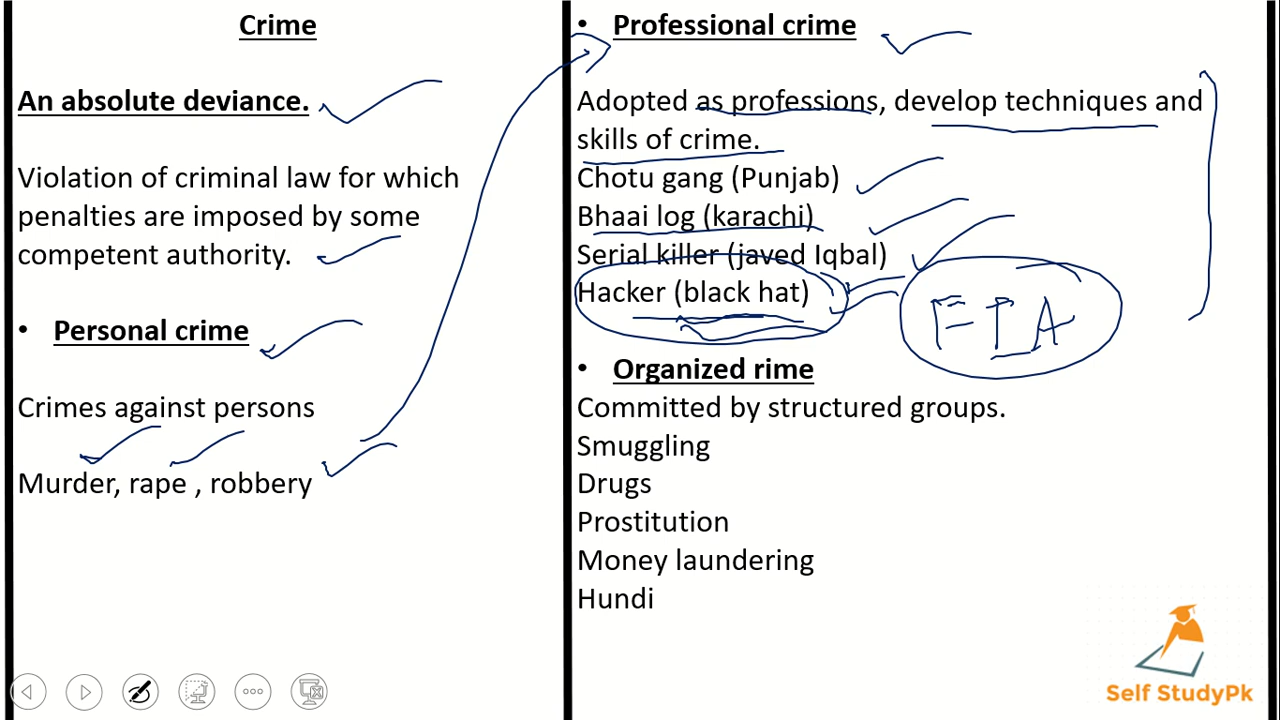 Crime
An absolute deviance.
Violation of criminal law for which
penalties are imposed by some
competent authority.
• Personal crime
Crimes against persons
Murder, rape , robbery
• Professional crime
Adopted as professions, develop techniques and
skills of crime.
Chotu gang (Punjab)
Bhaai log (karachi)
Serial killer (javed Iqbal)
Hacker (black hat)
FIA
• Organized rime
Committed by structured groups.
Smuggling
Drugs
Prostitution
Money laundering
Hundi
Self StudyPk